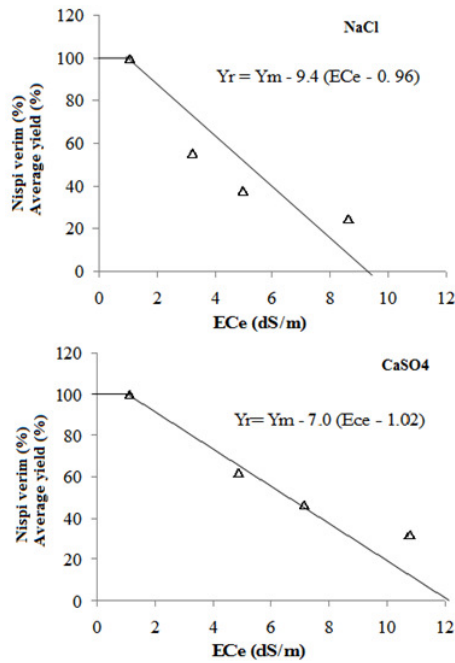 NaCl
Yr = Ym - 9.4 (ECe - 0. 96)
Nispi verim (%)
Average yield (%)
120
100
80
60
40
20
0
0 2 4 6 8 10 12
ECe (dS/m)
CaSO4
Yr= Ym - 7.0 (Ece - 1.02)
Nispi verim (%)
Average yield (%)
120
100
80
60
40
20
0
0 2 4 6 8 10 12
ECe (dS/m)